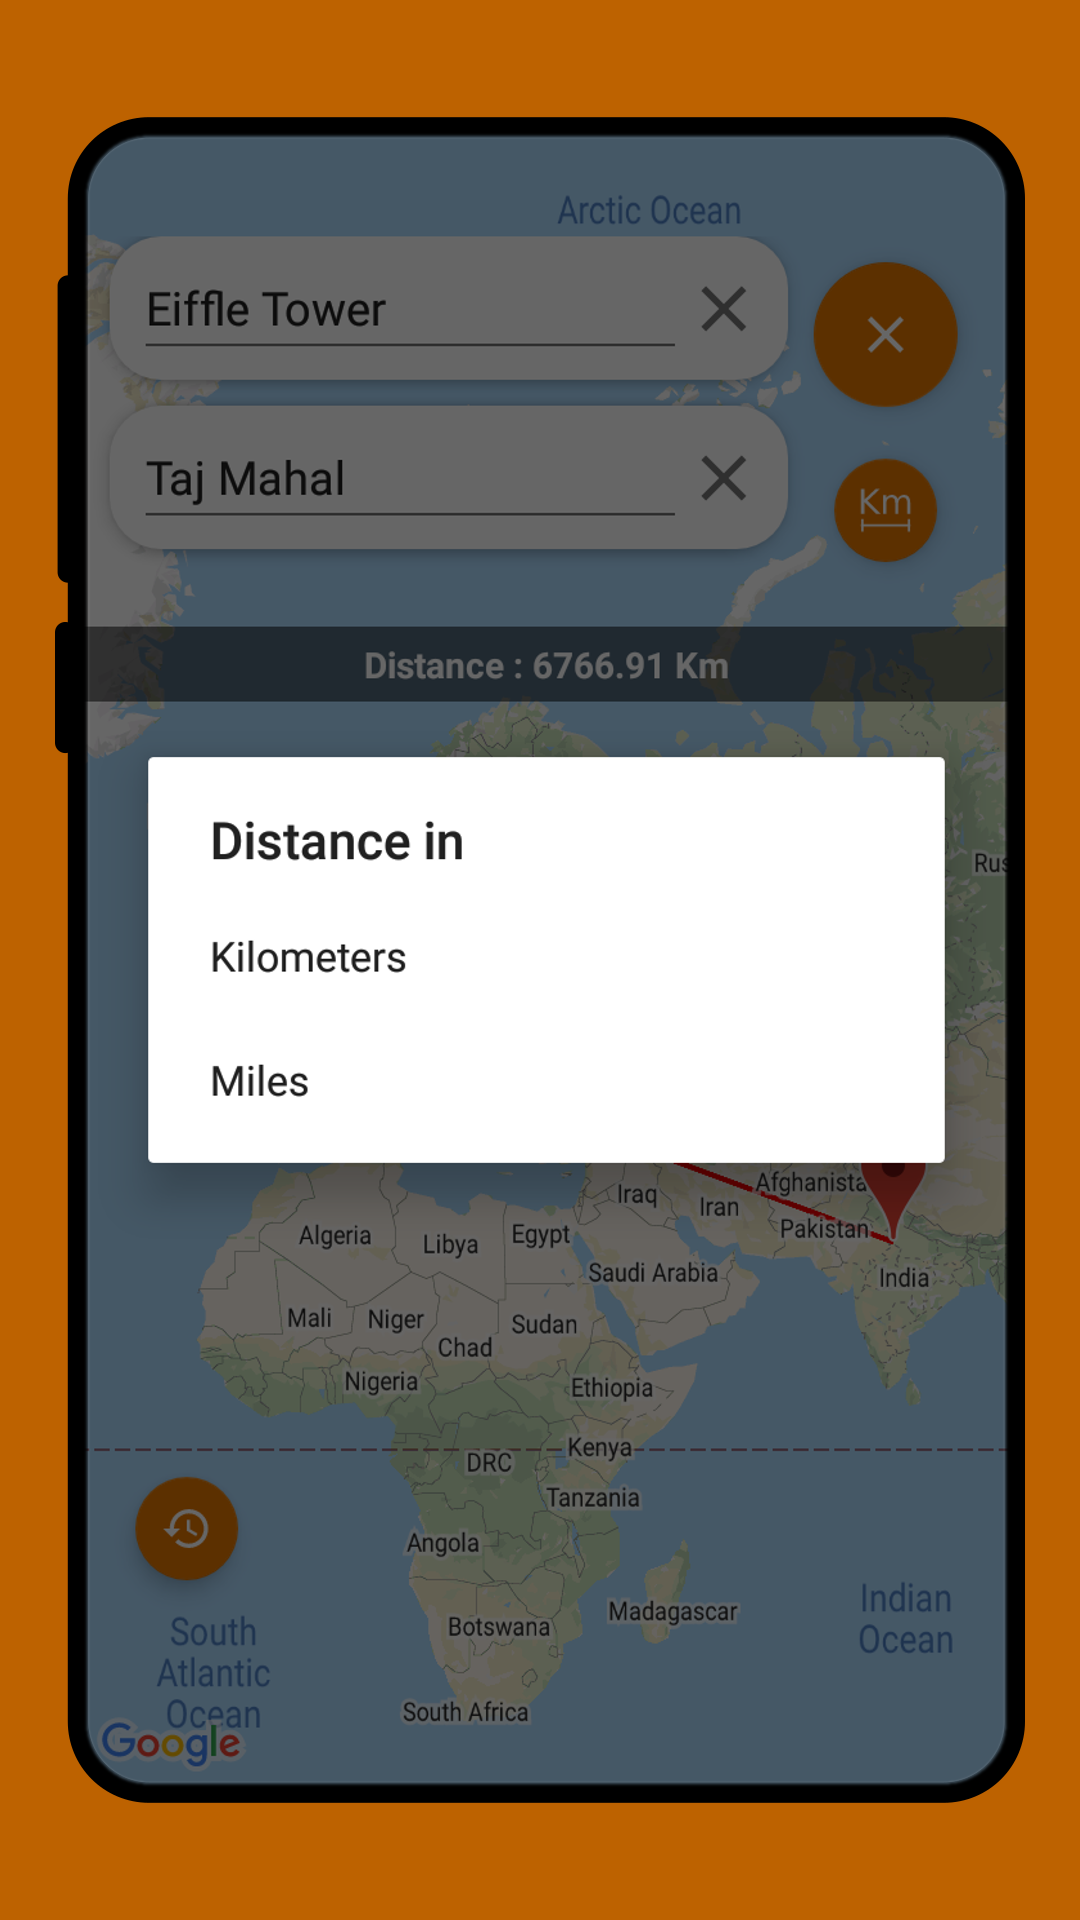 Arctic Ocean
Eiffle Tower
Taj Mahal
Km
Distance : 6766.91 Km
Distance in
Rus
Kilometers
Miles
Afghanista
Iraq
Iran
Pakistan
Algeria
Libya
Egypt
Saudi Arabia
India
Mali
Niger
Sudan
Chad
Nigeria
Ethiopia
Kenya
DRC
Tanzania
Angola
Madagascar
Botswana
Indian
Ocean
South
Atlantic
Ocean
South Africa
Google